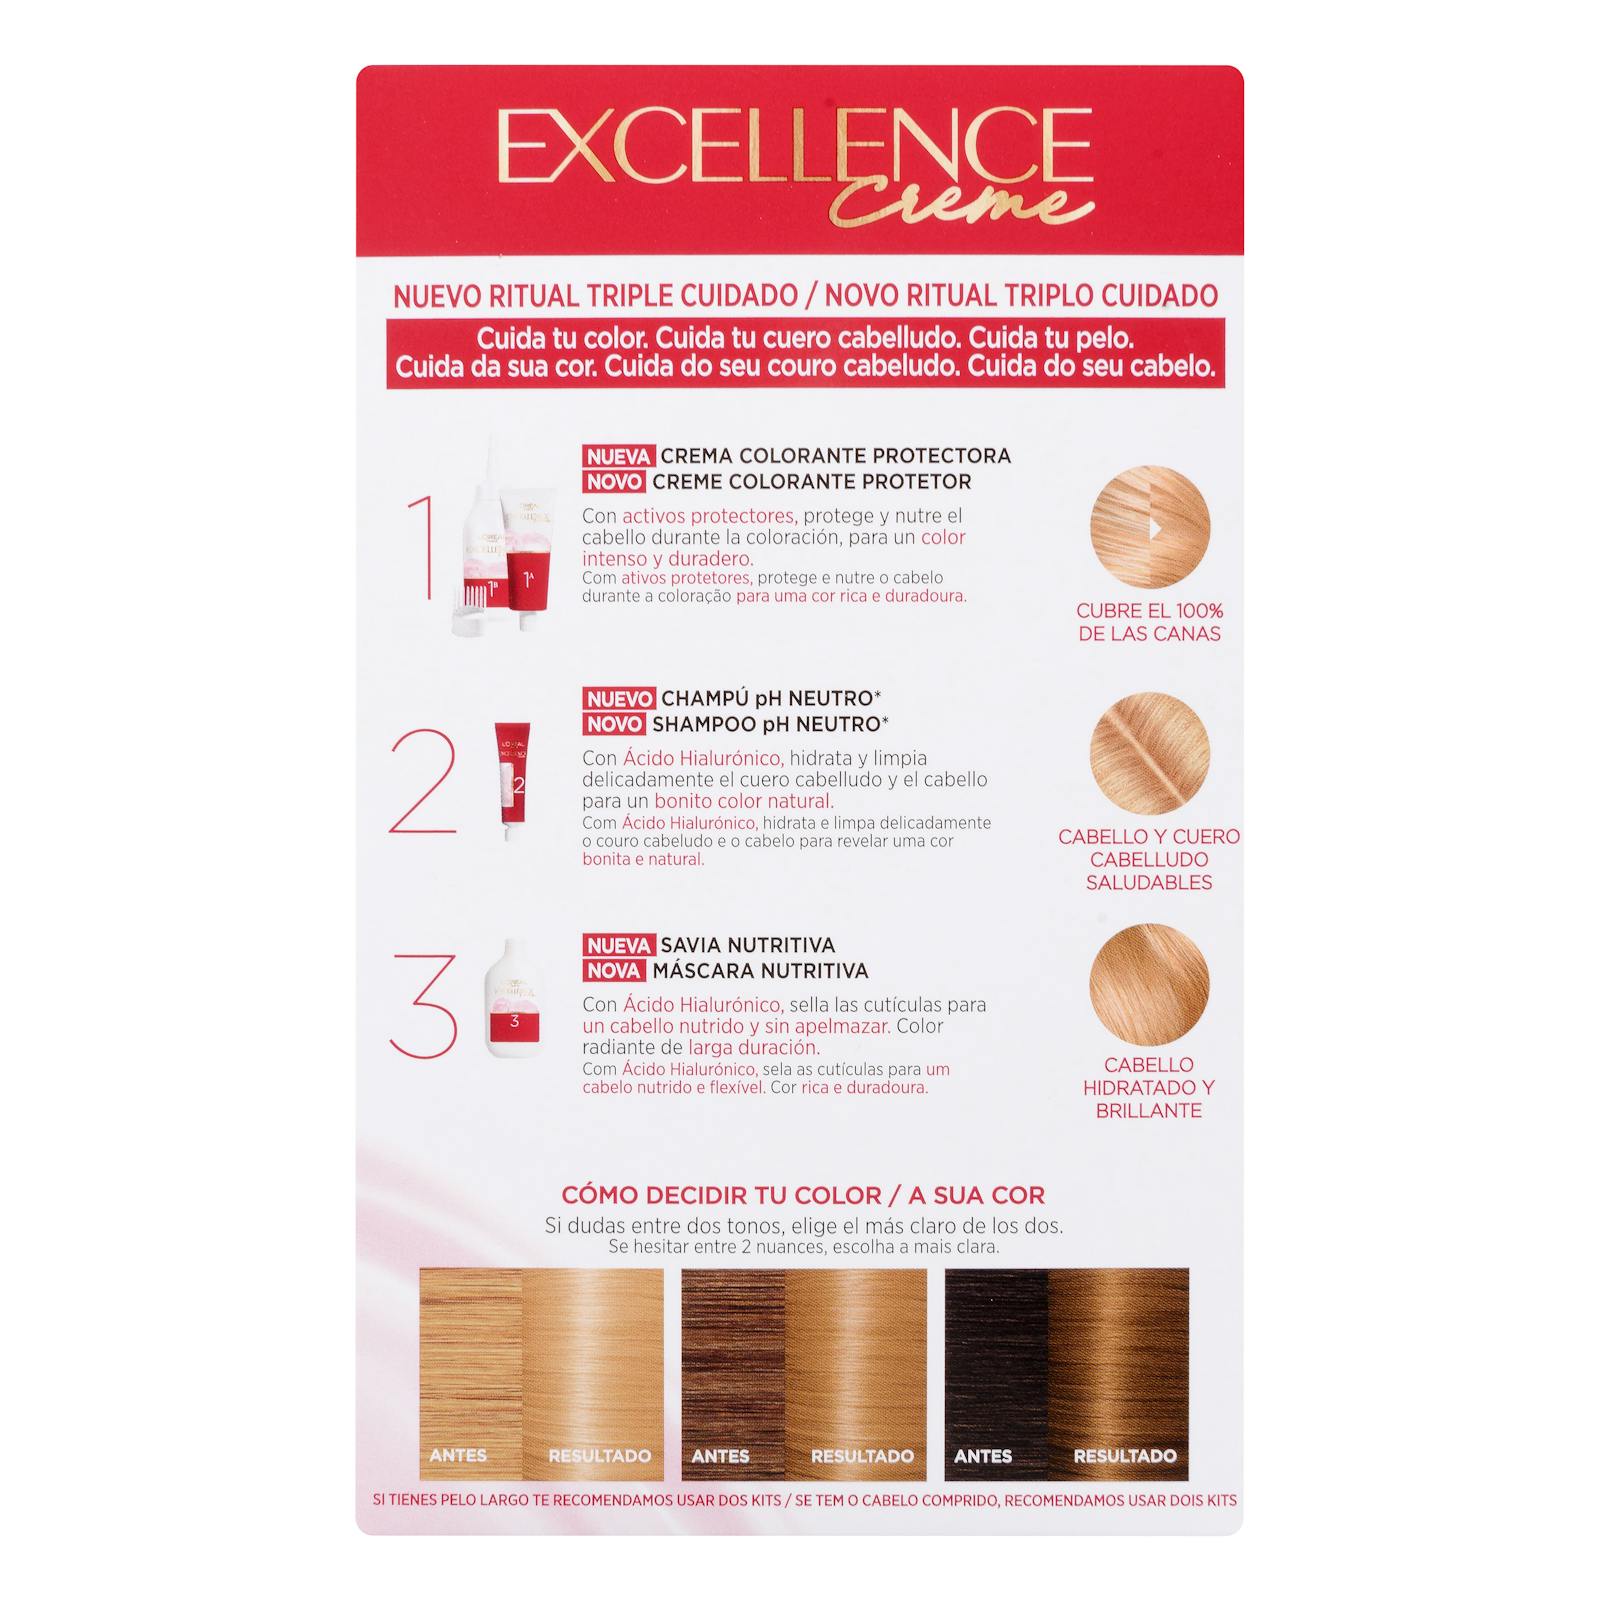 EXCELLENCE
Creme
NUEVO RITUAL TRIPLE CUIDADO / NOVO RITUAL TRIPLO CUIDADO
Cuida tu color. Cuida tu cuero cabelludo. Cuida tu pelo.
Cuida da sua cor. Cuida do seu couro cabeludo. Cuida do seu cabelo.
1
1B
1A
NUEVA CREMA COLORANTE PROTECTORA
NOVO CREME COLORANTE PROTETOR
Con activos protectores, protege y nutre el
cabello durante la coloración, para un color
intenso y duradero.
Com ativos protetores, protege e nutre o cabelo
durante a coloração para uma cor rica e duradoura.
CUBRE EL 100%
DE LAS CANAS
2
2
NUEVO CHAMPÚ pH NEUTRO*
NOVO SHAMPOO pH NEUTRO*
Con Ácido Hialurónico, hidrata y limpia
delicadamente el cuero cabelludo y el cabello
para un bonito color natural.
Com Ácido Hialurónico, hidrata e limpa delicadamente
o couro cabeludo e o cabelo para revelar uma cor
bonita e natural.
CABELLO Y CUERO
CABELLUDO
SALUDABLES
3
3
NUEVA SAVIA NUTRITIVA
NOVA MÁSCARA NUTRITIVA
Con Ácido Hialurónico, sella las cutículas para
un cabello nutrido y sin apelmazar. Color
radiante de larga duración.
Com Ácido Hialurónico, sela as cutículas para um
cabelo nutrido e flexível. Cor rica e duradoura.
CABELLO
HIDRATADO Y
BRILLANTE
CÓMO DECIDIR TU COLOR / A SUA COR
Si dudas entre dos tonos, elige el más claro de los dos.
Se hesitar entre 2 nuances, escolha a mais clara.
ANTES RESULTADO ANTES RESULTADO ANTES RESULTADO
SI TIENES PELO LARGO TE RECOMENDAMOS USAR DOS KITS / SE TEM O CABELO COMPRIDO, RECOMENDAMOS USAR DOIS KITS